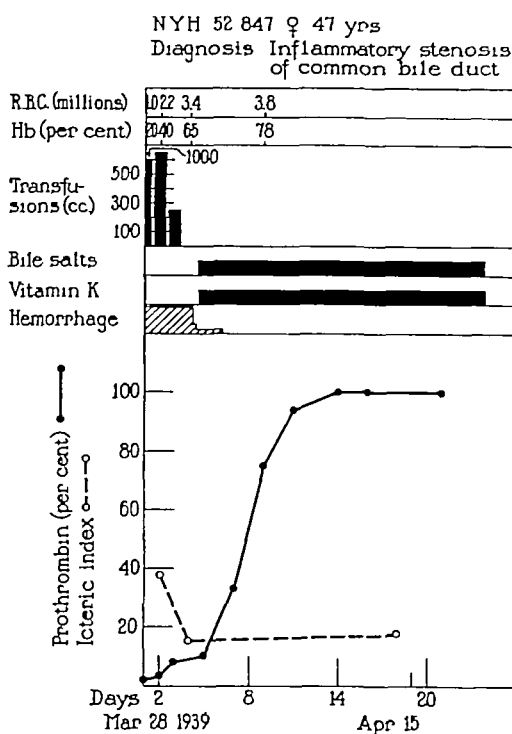 NYH 52 847 ♀ 47 yrs
Diagnosis Inflammatory stenosis
of common bile duct
R.B.C. (millions) 1.0 2.2 3.4 3.8
Hb (per cent) 20 40 65 78
1000
Transfu-
sions (cc.)
500
300
100
Bile salts
Vitamin K
Hemorrhage
Prothrombin (per cent)
Icteric index
100
80
60
40
20
Days 2 8 14 20
Mar 28 1939 Apr 15